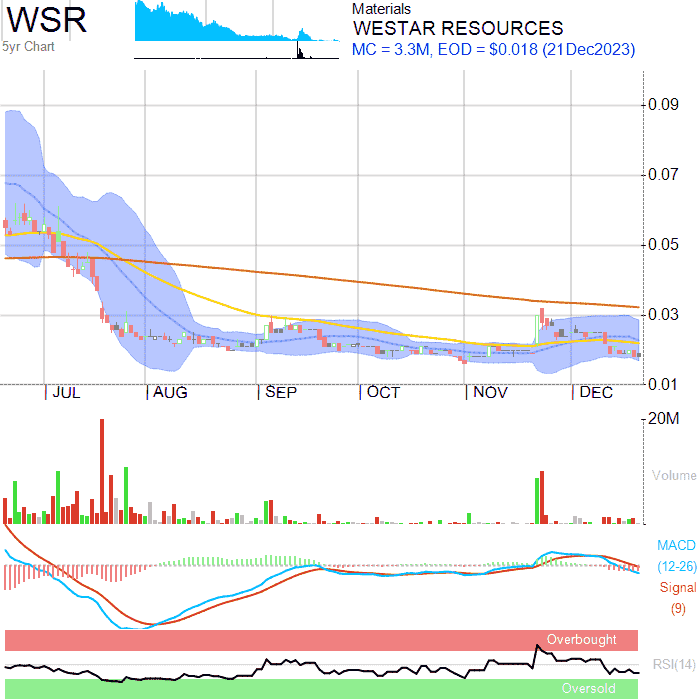 WSR
5yr Chart
Materials
WESTAR RESOURCES
MC = 3.3M, EOD = $0.018 (21Dec2023)
0.09
0.07
0.05
0.03
0.01
JUL AUG SEP OCT NOV DEC
20M
Volume
MACD
(12-26)
Signal
(9)
Overbought
RSI(14)
Oversold